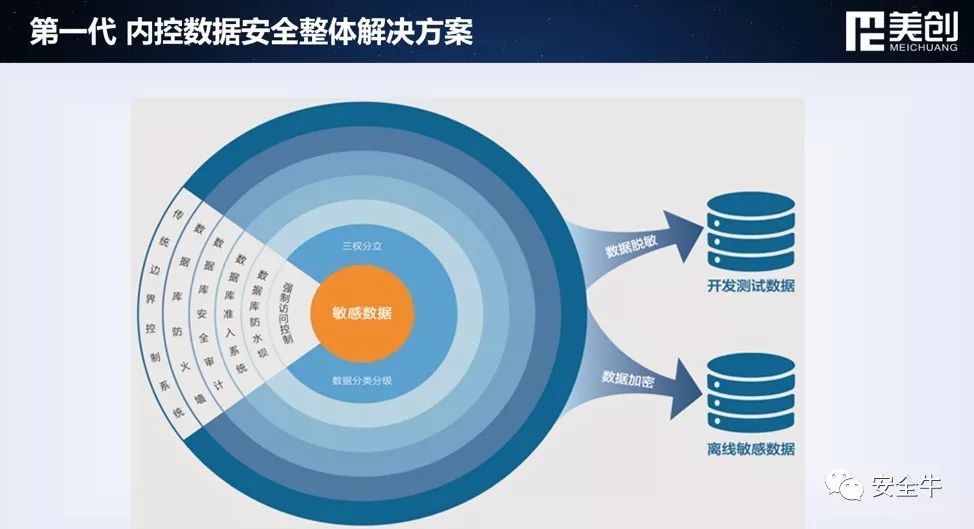 第一代 内控数据安全整体解决方案
美创
MEICHUANG
传统边界控制系统
数据库防火墙
数据库安全审计
数据库准入系统
数据库防水坝
强制访问控制
三权分立
敏感数据
数据分类分级
数据脱敏
开发测试数据
数据加密
离线敏感数据
安全牛